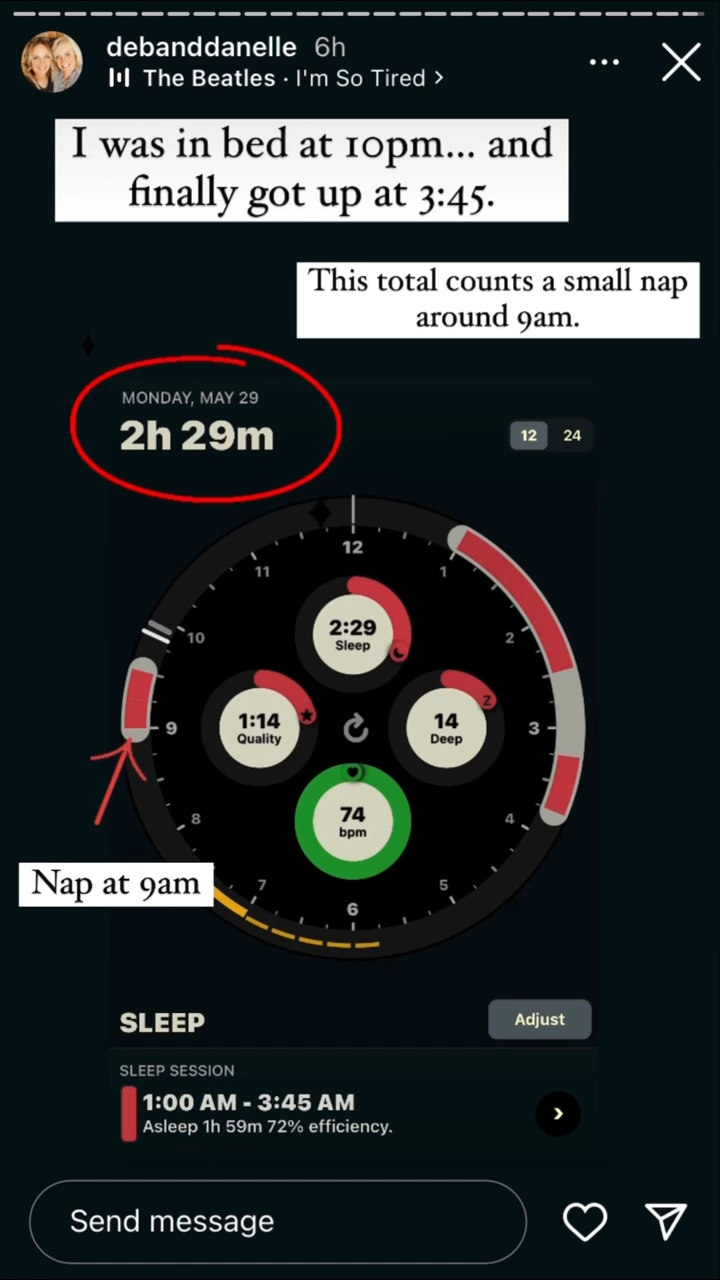 debanddanelle 6h
The Beatles · I'm So Tired >
I was in bed at 10pm... and
finally got up at 3:45.
This total counts a small nap
around 9am.
MONDAY, MAY 29
2h 29m
12 24
12
11
1
10
2
9
3
8
4
7
5
6
2:29
Sleep
1:14
Quality
14
Deep
z
74
bpm
Nap at 9am
SLEEP
Adjust
SLEEP SESSION
1:00 AM - 3:45 AM
Asleep 1h 59m 72% efficiency.
Send message